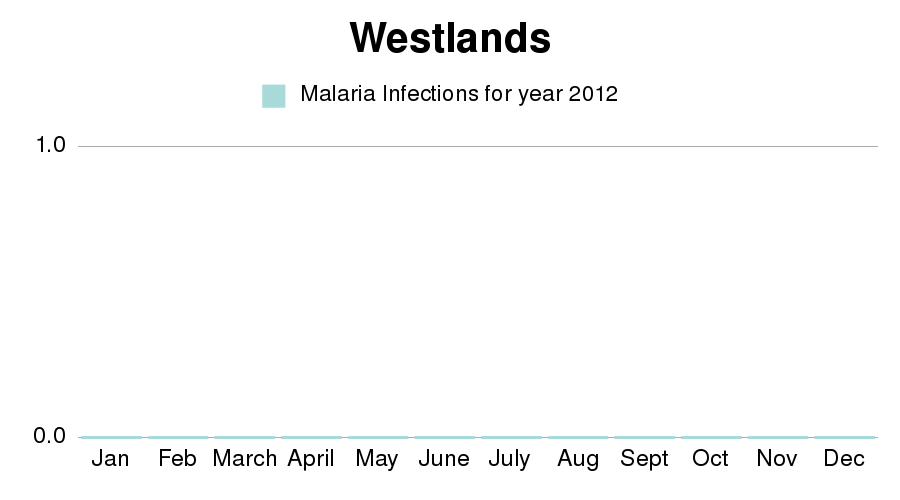 Westlands
Malaria Infections for year 2012
1.0
0.0
Jan Feb March April May June July Aug Sept Oct Nov Dec